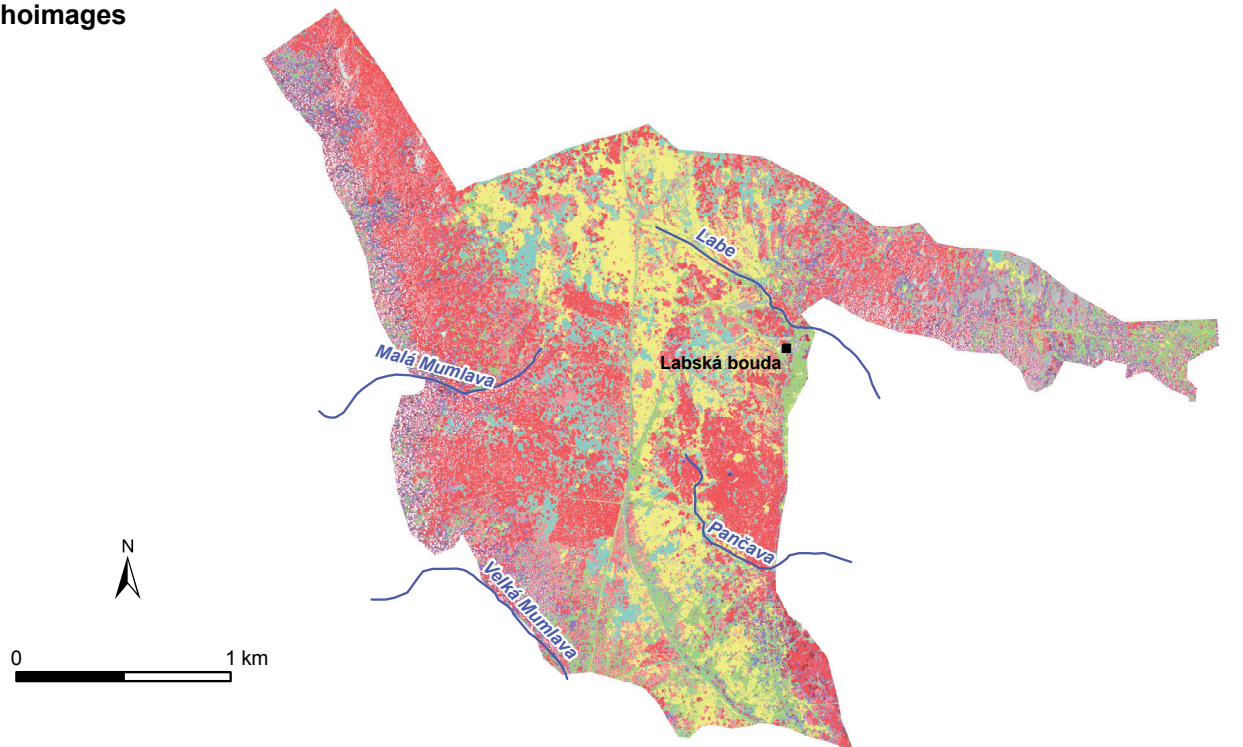 hoimages
Labe
Malá Mumlava
Labská bouda
Pančava
Velká Mumlava
N
0 1 km